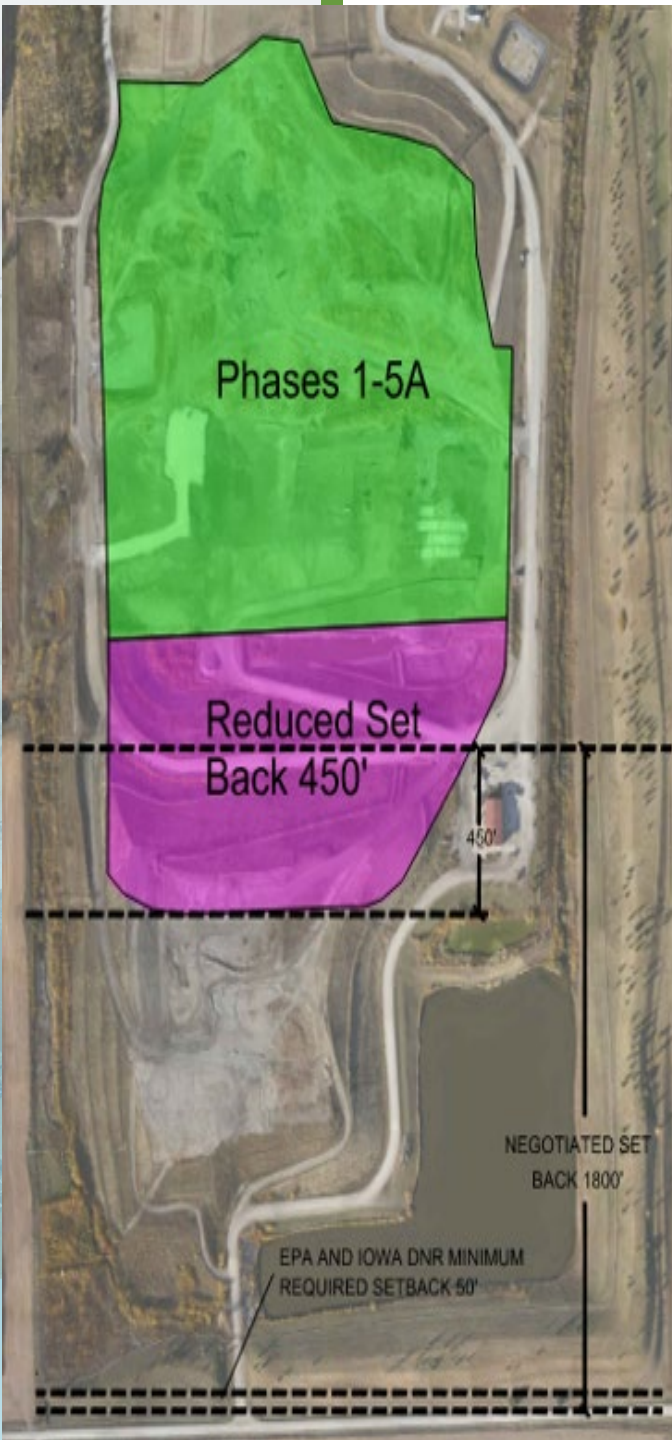 Phases 1-5A
Reduced Set
Back 450'
450'
NEGOTIATED SET
BACK 1800'
EPA AND IOWA DNR MINIMUM
REQUIRED SETBACK 50'